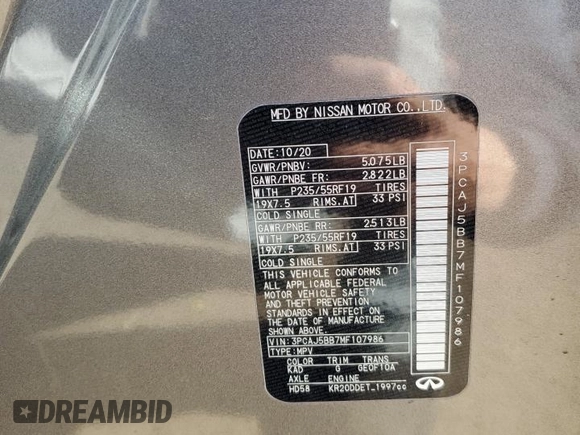 MFD BY NISSAN MOTOR CO.,LTD.
DATE:10/20
GVWR/PNBV: 5,075LB
GAWR/PNBE FR: 2,822LB
WITH P235/55RF19 TIRES
19X7.5 RIMS.AT 33 PSI
COLD SINGLE
GAWR/PNBE RR: 2,513LB
WITH P235/55RF19 TIRES
19X7.5 RIMS.AT 33 PSI
COLD SINGLE
THIS VEHICLE CONFORMS TO
ALL APPLICABLE FEDERAL
MOTOR VEHICLE SAFETY
AND THEFT PREVENTION
STANDARDS IN EFFECT ON
THE DATE OF MANUFACTURE
SHOWN ABOVE.
VIN:3PCAJ5BB7MF107986
TYPE:MPV
COLOR TRIM TRANS
KAD G GEOF10A
AXLE ENGINE
HD58 KR20DDET_1997cc
3PCAJ5BB7MF107986
INFINITI
DREAMBID
DREAMBID